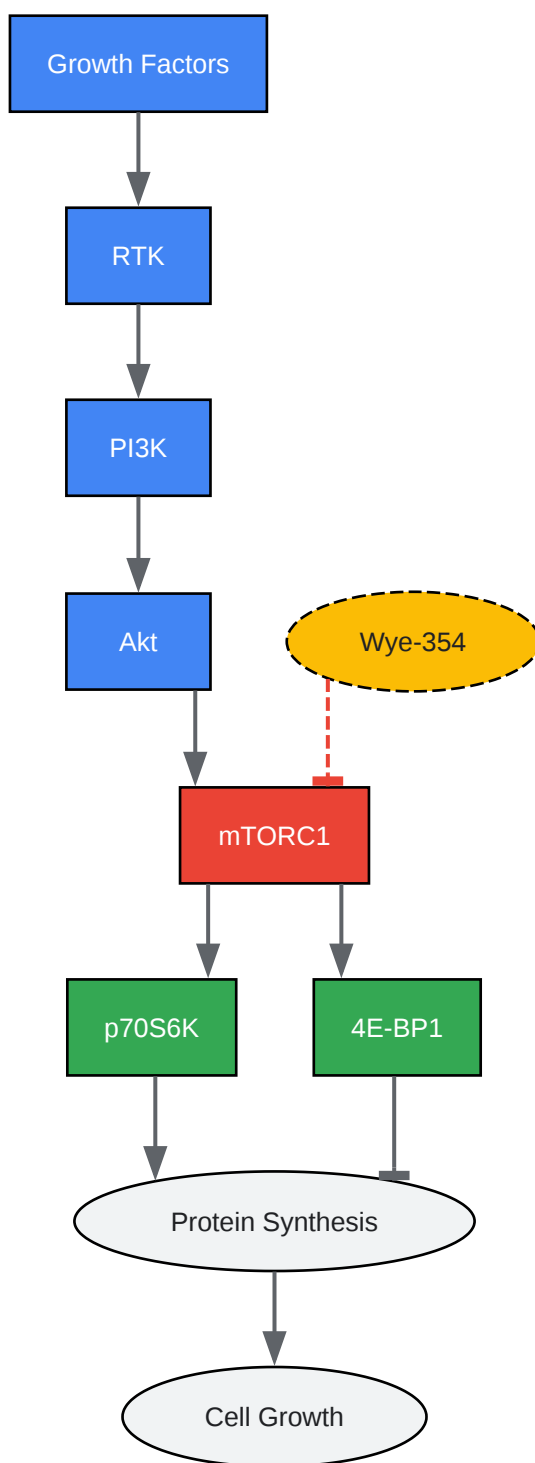 Growth Factors
RTK
PI3K
Akt
Wye-354
mTORC1
p70S6K
4E-BP1
Protein Synthesis
Cell Growth